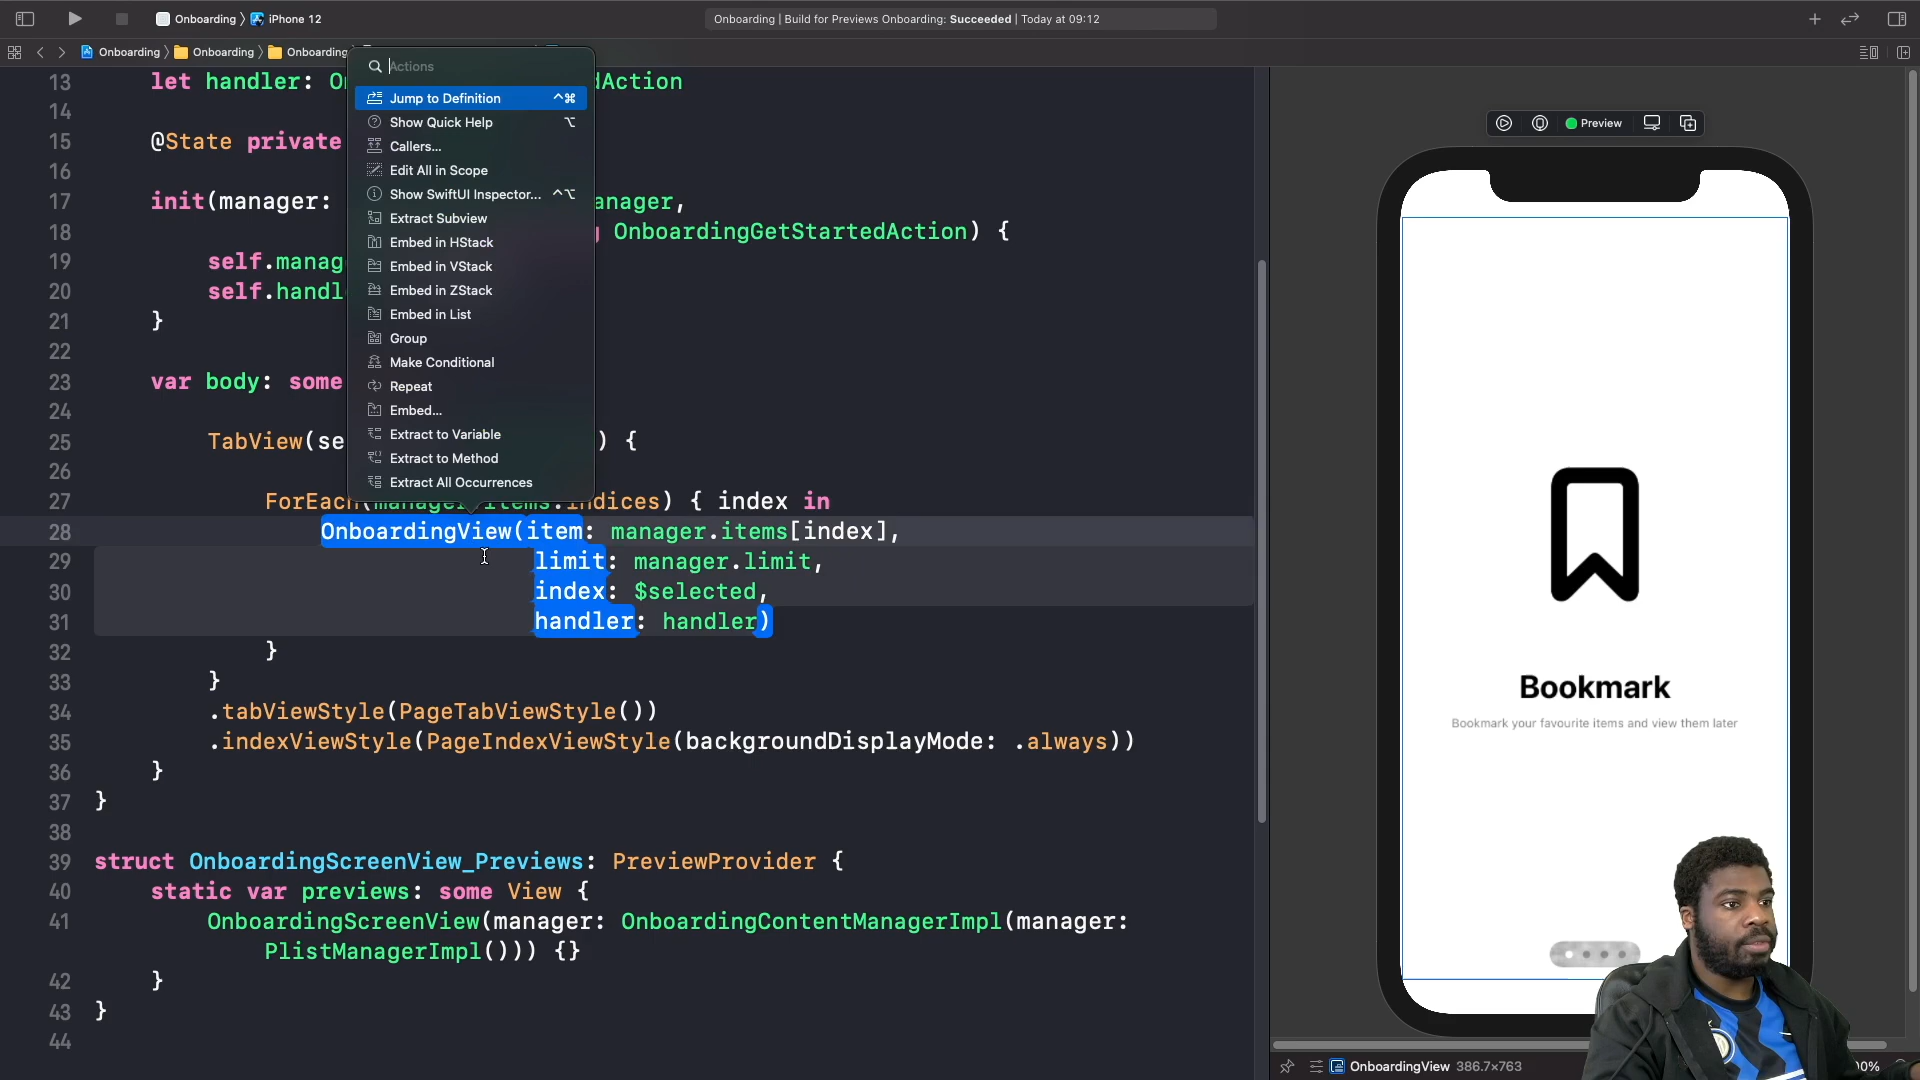 Onboarding 〉 iPhone 12
Onboarding | Build for Previews Onboarding: Succeeded | Today at 09:12
Onboarding 〉 Onboarding 〉 Onboarding
Actions
Jump to Definition ^⌘
Show Quick Help ⌥
Callers...
Edit All in Scope
Show SwiftUI Inspector... ^⌥
Extract Subview
Embed in HStack
Embed in VStack
Embed in ZStack
Embed in List
Group
Make Conditional
Repeat
Embed...
Extract to Variable
Extract to Method
Extract All Occurrences
13 let handler: On dAction
14
15 @State private
16
17 init(manager: anager,
18 g OnboardingGetStartedAction) {
19 self.manag
20 self.handl
21 }
22
23 var body: some
24
25 TabView(se ) {
26
27 ForEach(manager.items.indices) { index in
28 OnboardingView(item: manager.items[index],
29 limit: manager.limit,
30 index: $selected,
31 handler: handler)
32 }
33 }
34 .tabViewStyle(PageTabViewStyle())
35 .indexViewStyle(PageIndexViewStyle(backgroundDisplayMode: .always))
36 }
37 }
38
39 struct OnboardingScreenView_Previews: PreviewProvider {
40 static var previews: some View {
41 OnboardingScreenView(manager: OnboardingContentManagerImpl(manager:
PlistManagerImpl())) {}
42 }
43 }
44
Preview
Bookmark
Bookmark your favourite items and view them later
OnboardingView 386.7×763
00%